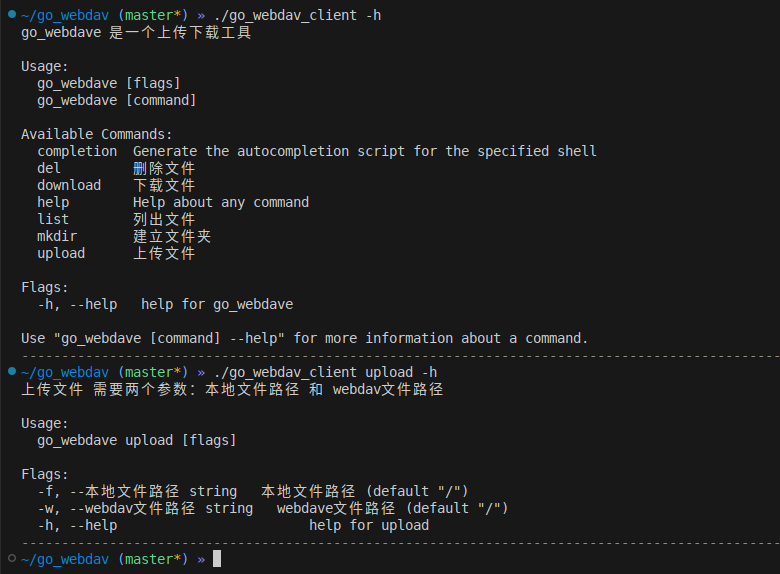 ~/go_webdav (master*) » ./go_webdav_client -h
go_webdave 是一个上传下载工具
Usage:
  go_webdave [flags]
  go_webdave [command]
Available Commands:
  completion  Generate the autocompletion script for the specified shell
  del         删除文件
  download    下载文件
  help        Help about any command
  list        列出文件
  mkdir       建立文件夹
  upload      上传文件
Flags:
  -h, --help   help for go_webdave
Use "go_webdave [command] --help" for more information about a command.
~/go_webdav (master*) » ./go_webdav_client upload -h
上传文件 需要两个参数：本地文件路径 和 webdav文件路径
Usage:
  go_webdave upload [flags]
Flags:
  -f, --本地文件路径 string   本地文件路径 (default "/")
  -w, --webdav文件路径 string   webdave文件路径 (default "/")
  -h, --help                        help for upload
~/go_webdav (master*) »